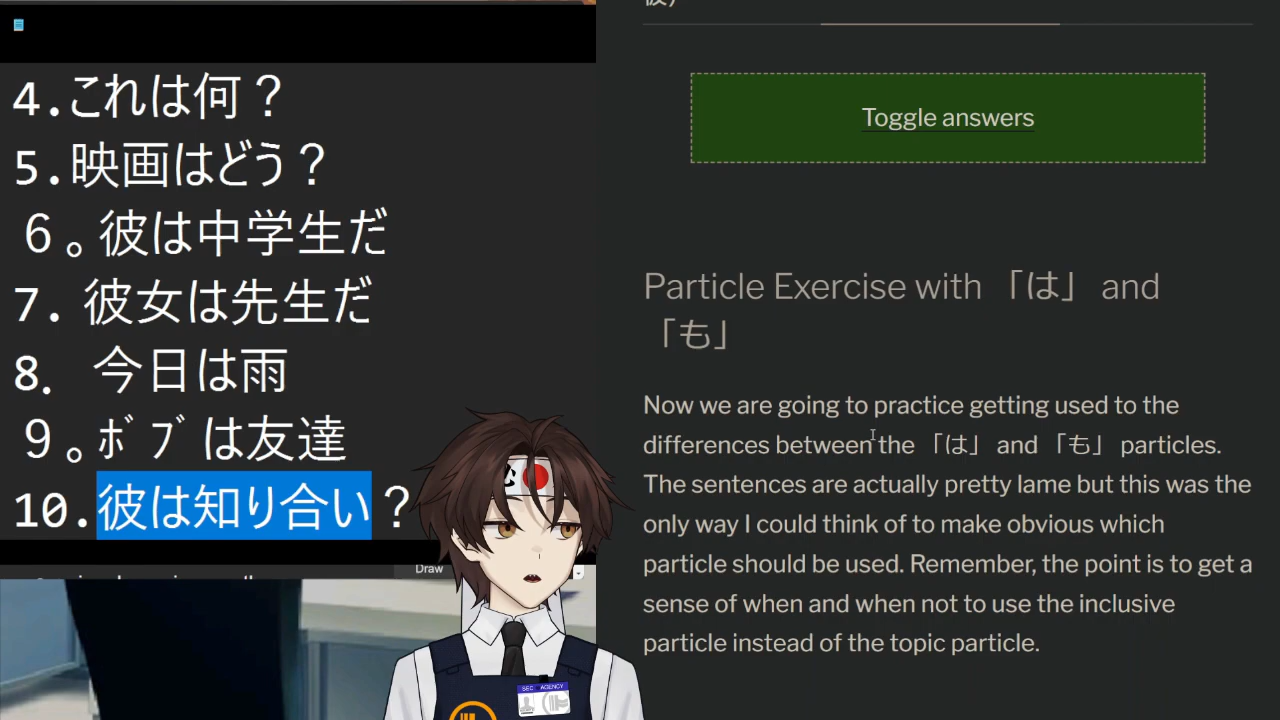 4.これは何？
5.映画はどう？
６。彼は中学生だ
7. 彼女は先生だ
8. 今日は雨
９。ﾎﾞﾌﾞは友達
10.彼は知り合い？
Draw
SEC AGENCY
Toggle answers
Particle Exercise with 「は」 and
「も」
Now we are going to practice getting used to the
differences between the 「は」 and 「も」 particles.
The sentences are actually pretty lame but this was the
only way I could think of to make obvious which
particle should be used. Remember, the point is to get a
sense of when and when not to use the inclusive
particle instead of the topic particle.